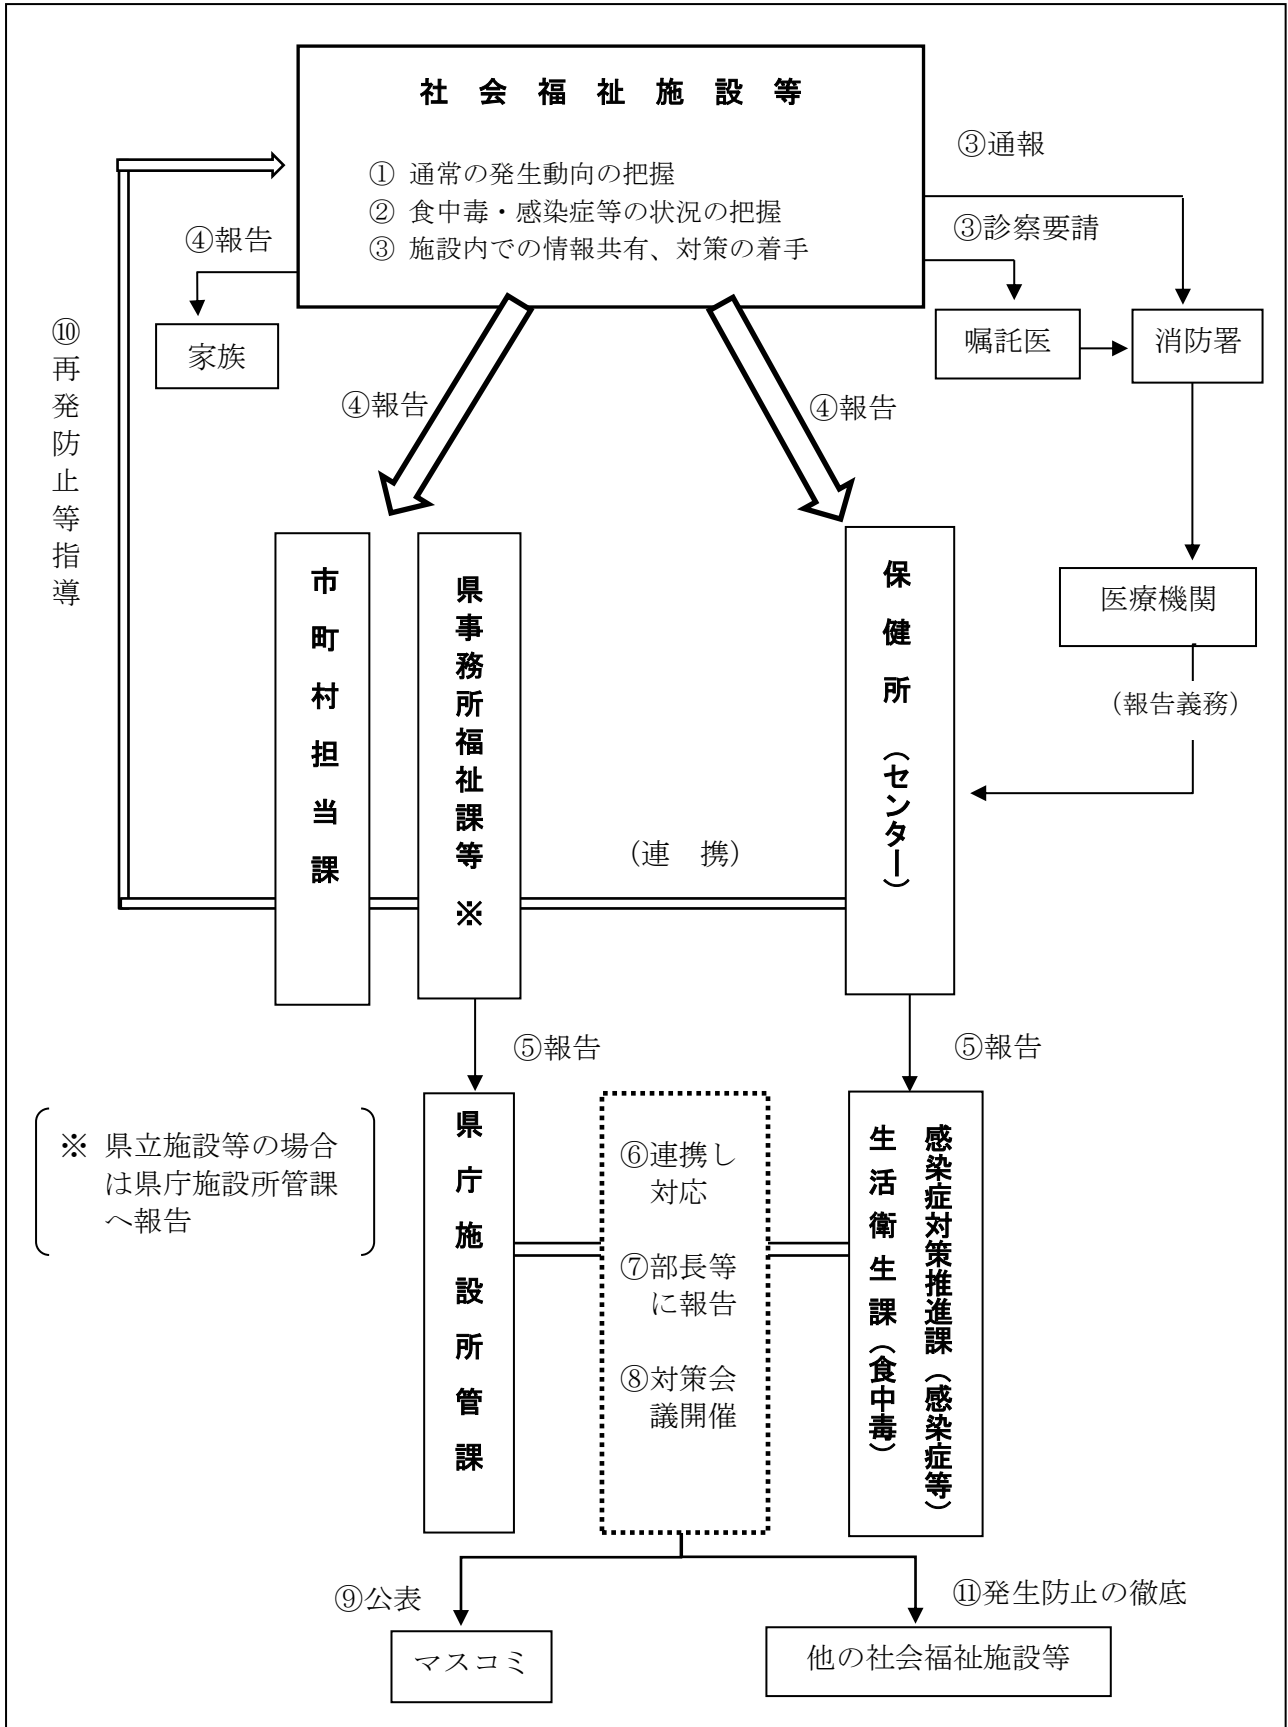 社 会 福 祉 施 設 等
① 通常の発生動向の把握
② 食中毒・感染症等の状況の把握
③ 施設内での情報共有、対策の着手
③通報
③診察要請
④報告
家族
嘱託医
消防署
④報告
④報告
⑩再発防止等指導
市町村担当課
県事務所福祉課等 ※
保健所 (センター)
医療機関
(報告義務)
(連 携)
⑤報告
⑤報告
※ 県立施設等の場合
は県庁施設所管課
へ報告
県庁施設所管課
⑥連携し
対応
⑦部長等
に報告
⑧対策会
議開催
感染症対策推進課(感染症等)
生活衛生課(食中毒)
⑨公表
⑪発生防止の徹底
マスコミ
他の社会福祉施設等